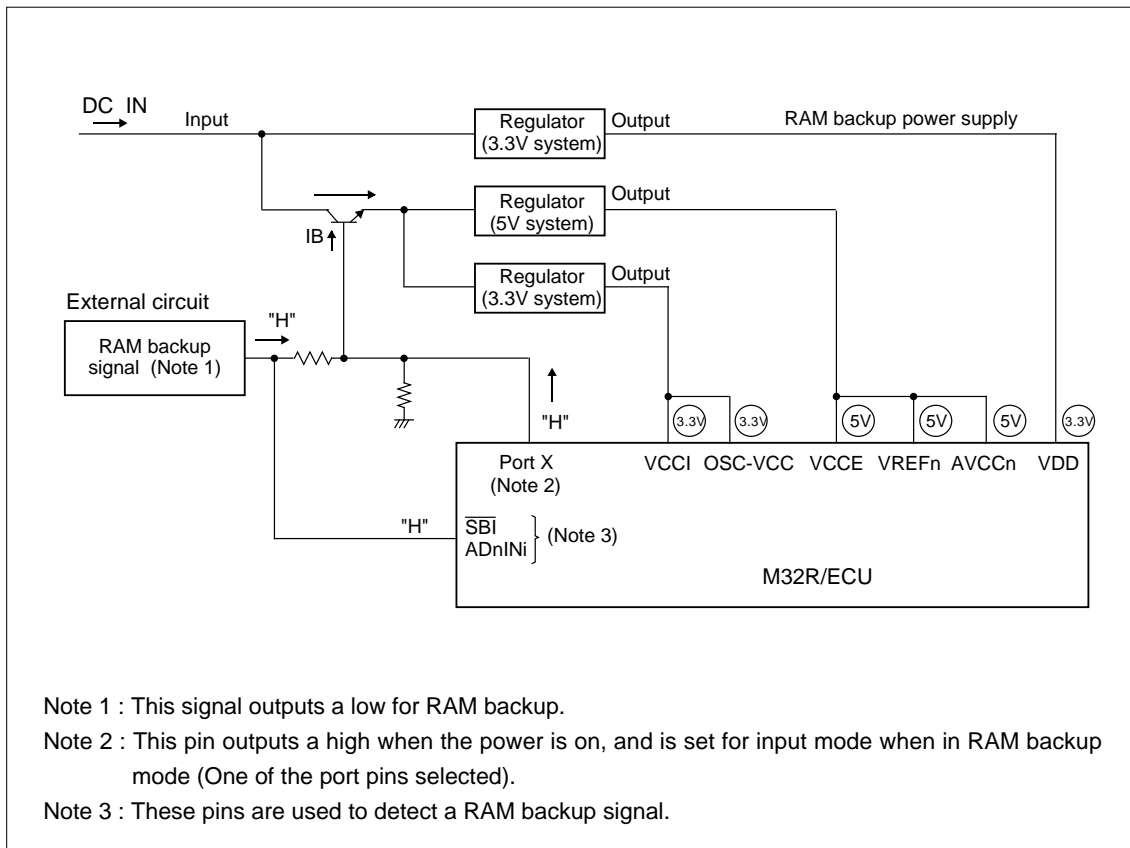 DC IN
Input
Regulator
(3.3V system)
Output
RAM backup power supply
Regulator
(5V system)
Output
IB
Regulator
(3.3V system)
Output
External circuit
RAM backup
signal (Note 1)
"H"
"H"
3.3V
3.3V
5V
5V
5V
3.3V
Port X
(Note 2)
VCCI
OSC-VCC
VCCE
VREFn
AVCCn
VDD
"H"
SBI
ADnINi
(Note 3)
M32R/ECU
Note 1 : This signal outputs a low for RAM backup.
Note 2 : This pin outputs a high when the power is on, and is set for input mode when in RAM backup
mode (One of the port pins selected).
Note 3 : These pins are used to detect a RAM backup signal.